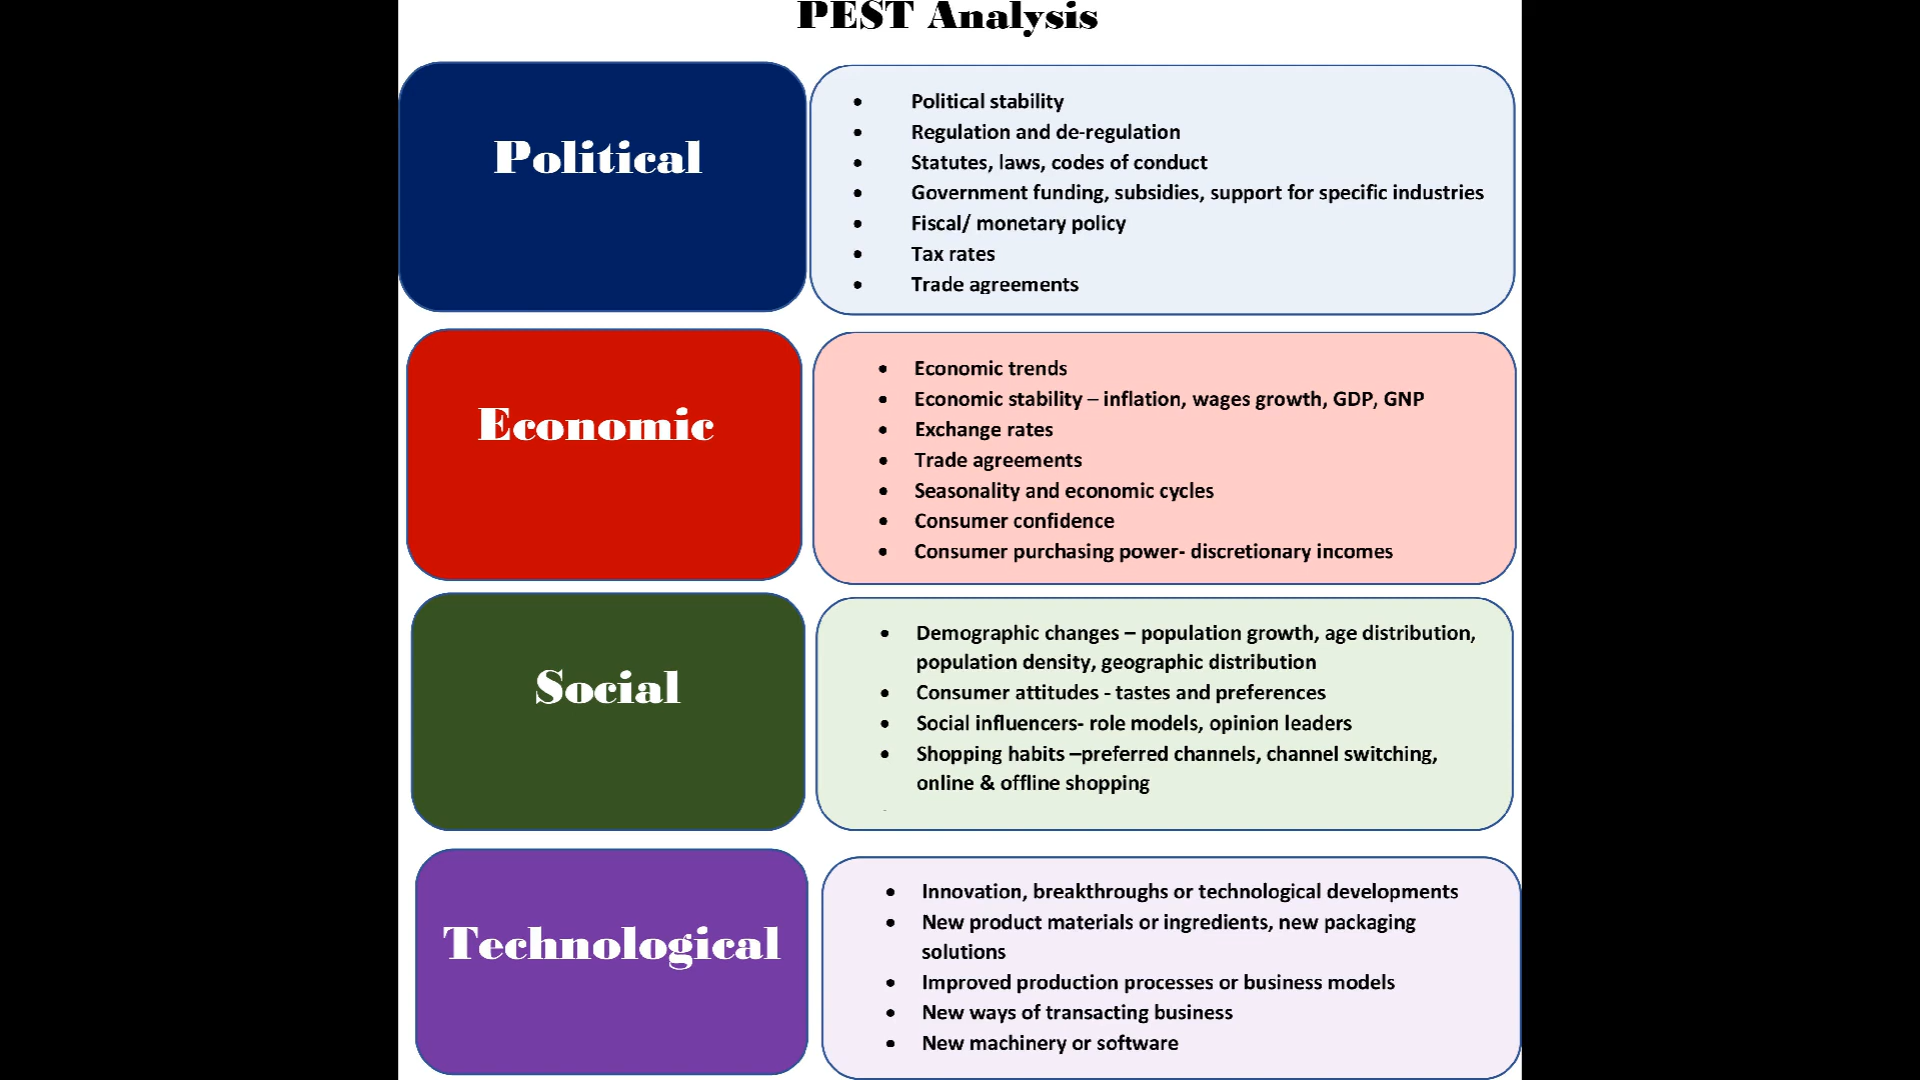 PEST Analysis
Political
• Political stability
• Regulation and de-regulation
• Statutes, laws, codes of conduct
• Government funding, subsidies, support for specific industries
• Fiscal/ monetary policy
• Tax rates
• Trade agreements
Economic
• Economic trends
• Economic stability – inflation, wages growth, GDP, GNP
• Exchange rates
• Trade agreements
• Seasonality and economic cycles
• Consumer confidence
• Consumer purchasing power- discretionary incomes
Social
• Demographic changes – population growth, age distribution,
population density, geographic distribution
• Consumer attitudes - tastes and preferences
• Social influencers- role models, opinion leaders
• Shopping habits –preferred channels, channel switching,
online & offline shopping
Technological
• Innovation, breakthroughs or technological developments
• New product materials or ingredients, new packaging
solutions
• Improved production processes or business models
• New ways of transacting business
• New machinery or software